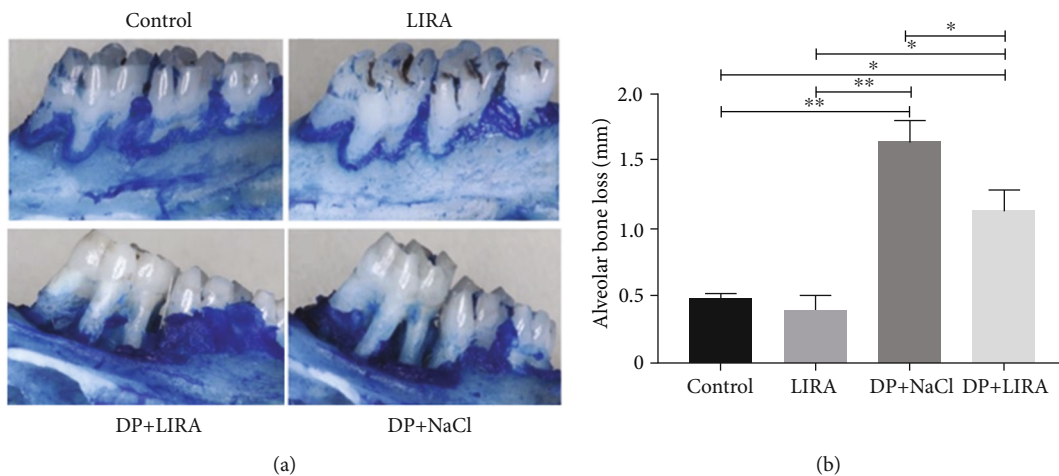 Control
LIRA
DP+LIRA
DP+NaCl
(a)
*
*
*
**
**
Alveolar bone loss (mm)
2.0
1.5
1.0
0.5
0
Control
LIRA
DP+NaCl
DP+LIRA
(b)